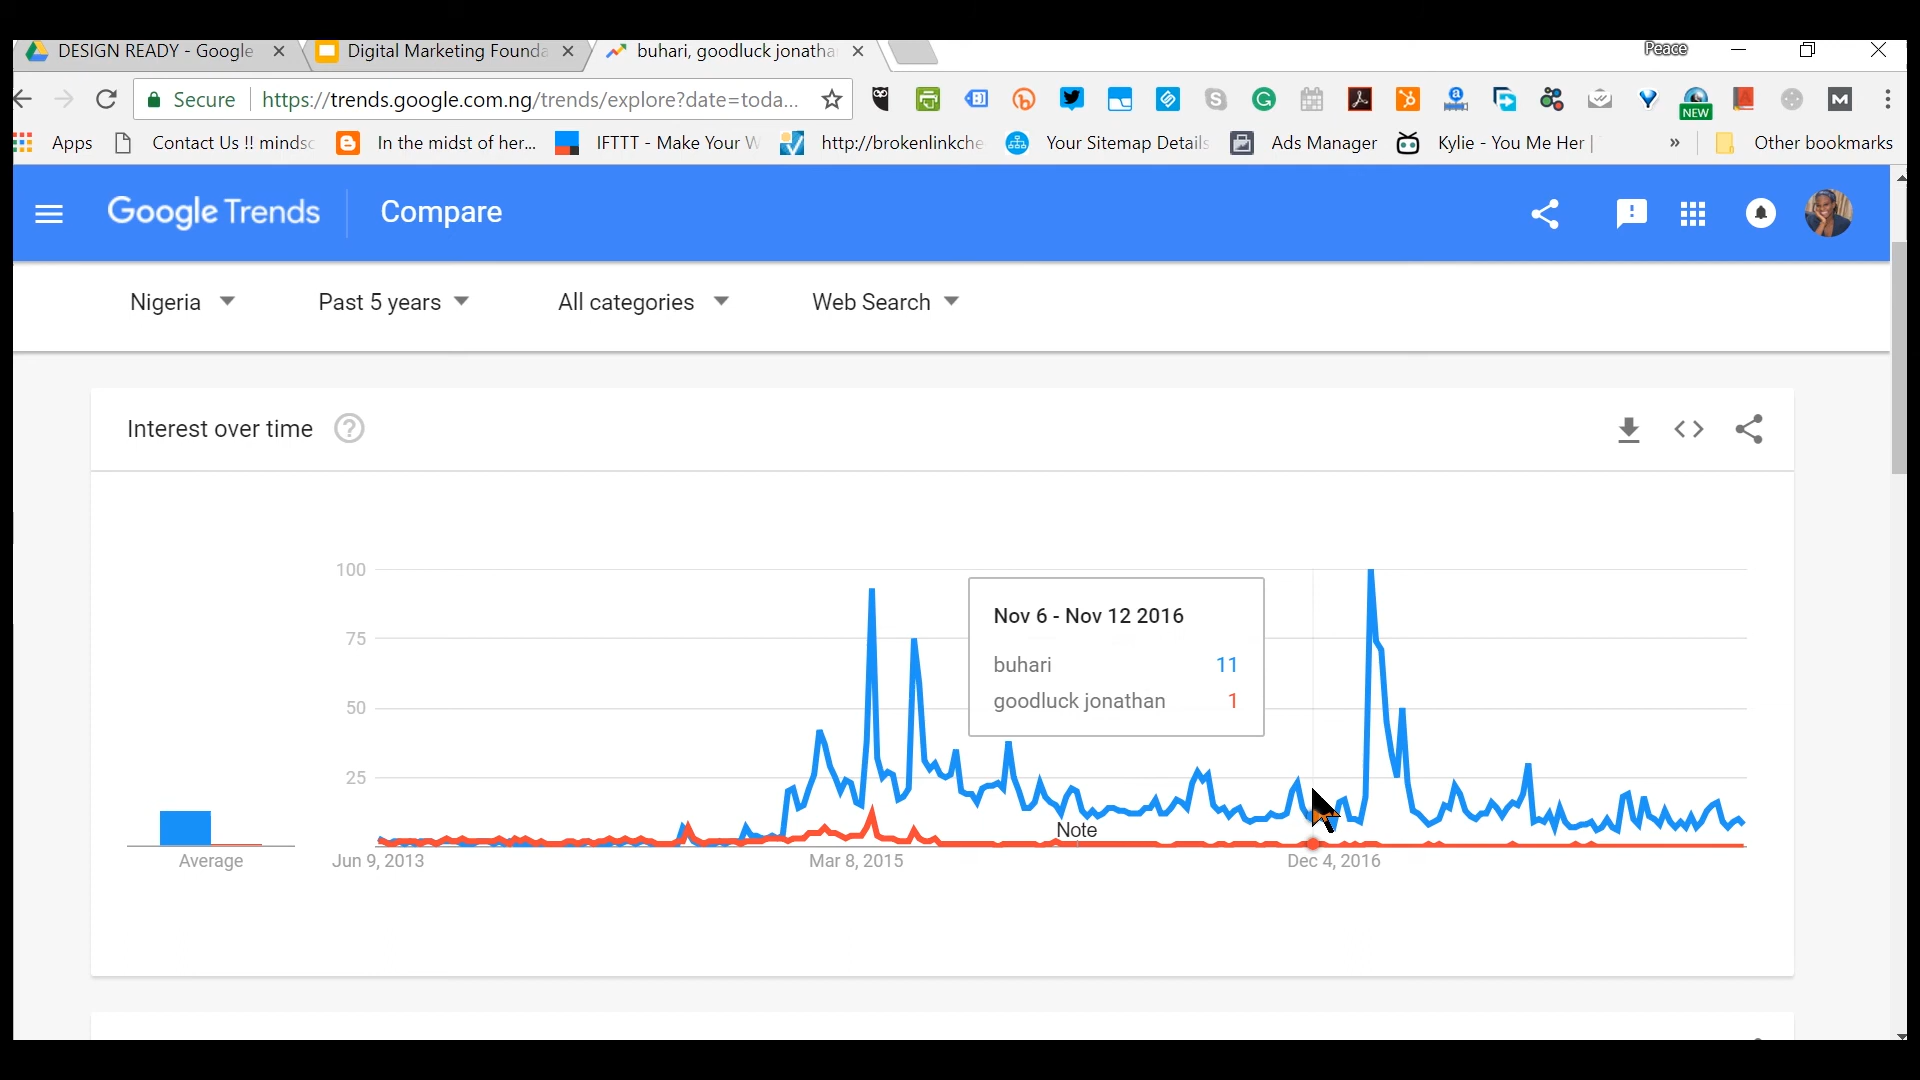 DESIGN READY - Google
Digital Marketing Founda
buhari, goodluck jonatha
Peace
Secure
https://trends.google.com.ng/trends/explore?date=toda...
NEW
Apps
Contact Us !! mindsc
In the midst of her...
IFTTT - Make Your W
http://brokenlinkche
Your Sitemap Details
Ads Manager
Kylie - You Me Her |
»
Other bookmarks
Google Trends
Compare
Nigeria
Past 5 years
All categories
Web Search
Interest over time
?
100
75
50
25
Nov 6 - Nov 12 2016
buhari 11
goodluck jonathan 1
Note
Average
Jun 9, 2013
Mar 8, 2015
Dec 4, 2016